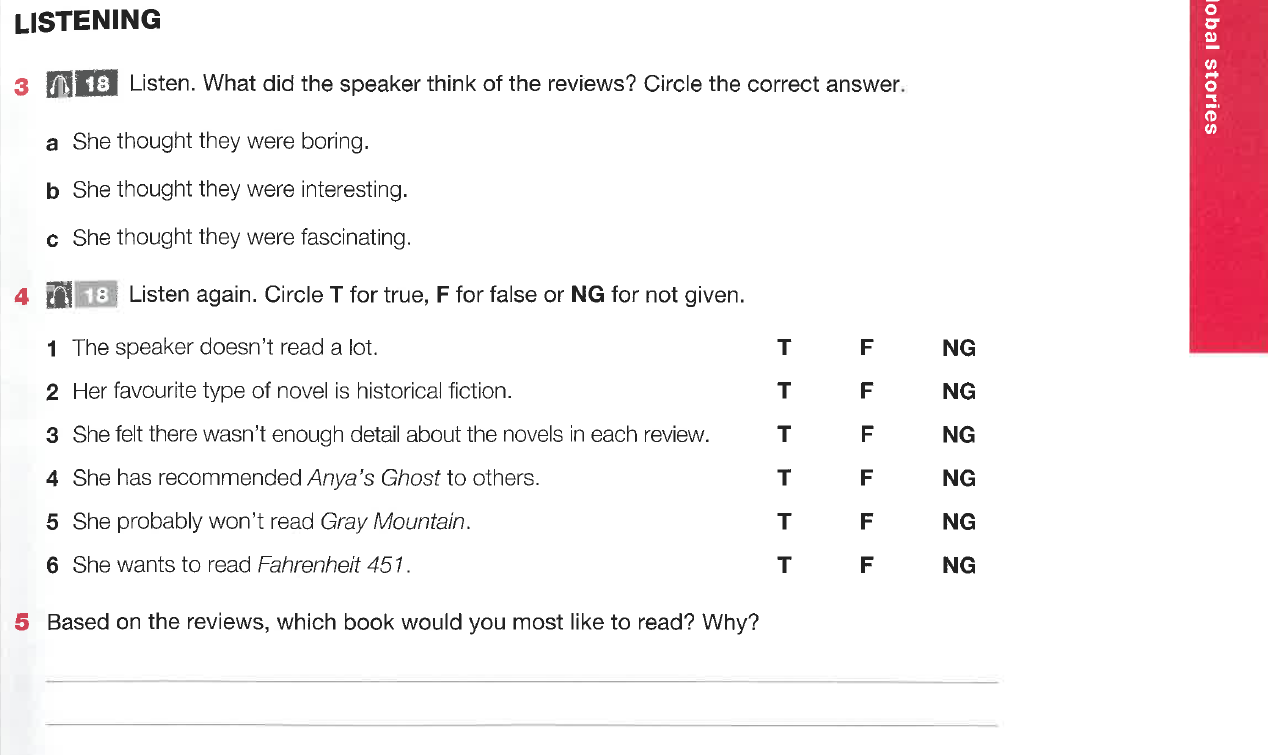 LISTENING
3 18 Listen. What did the speaker think of the reviews? Circle the correct answer.
a She thought they were boring.
b She thought they were interesting.
c She thought they were fascinating.
4 18 Listen again. Circle T for true, F for false or NG for not given.
1 The speaker doesn't read a lot. T F NG
2 Her favourite type of novel is historical fiction. T F NG
3 She felt there wasn't enough detail about the novels in each review. T F NG
4 She has recommended Anya's Ghost to others. T F NG
5 She probably won't read Gray Mountain. T F NG
6 She wants to read Fahrenheit 451. T F NG
5 Based on the reviews, which book would you most like to read? Why?
lobal stories